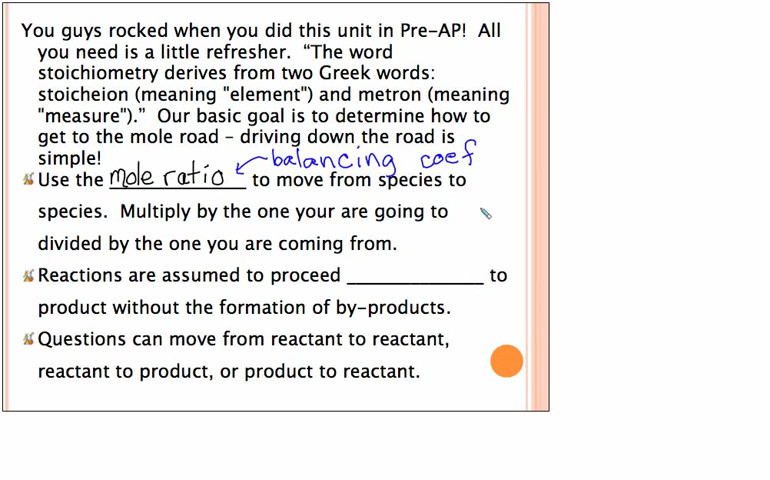 You guys rocked when you did this unit in Pre-AP!  All
you need is a little refresher.  “The word
stoichiometry derives from two Greek words:
stoicheion (meaning "element") and metron (meaning
"measure").”  Our basic goal is to determine how to
get to the mole road – driving down the road is
simple!
balancing coef
Use the mole ratio to move from species to
species.  Multiply by the one your are going to
divided by the one you are coming from.
Reactions are assumed to proceed ______________ to
product without the formation of by-products.
Questions can move from reactant to reactant,
reactant to product, or product to reactant.